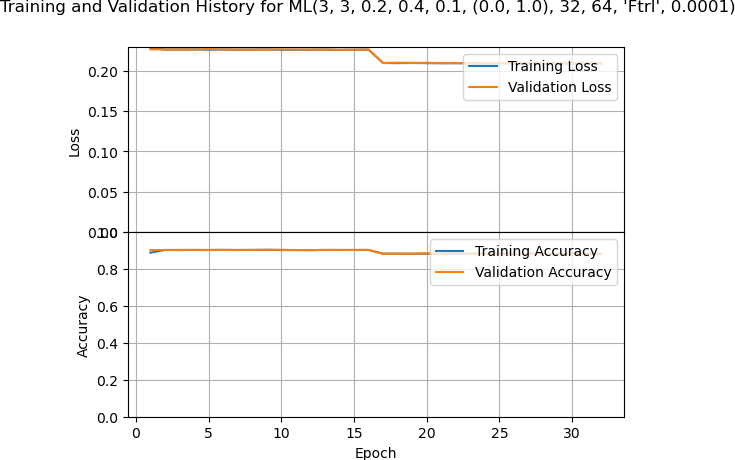 Training and Validation History for ML(3, 3, 0.2, 0.4, 0.1, (0.0, 1.0), 32, 64, 'Ftrl', 0.0001)
0.20
0.15
0.10
0.05
0.00
Loss
Training Loss
Validation Loss
1.0
0.8
0.6
0.4
0.2
0.0
Accuracy
Training Accuracy
Validation Accuracy
0 5 10 15 20 25 30
Epoch